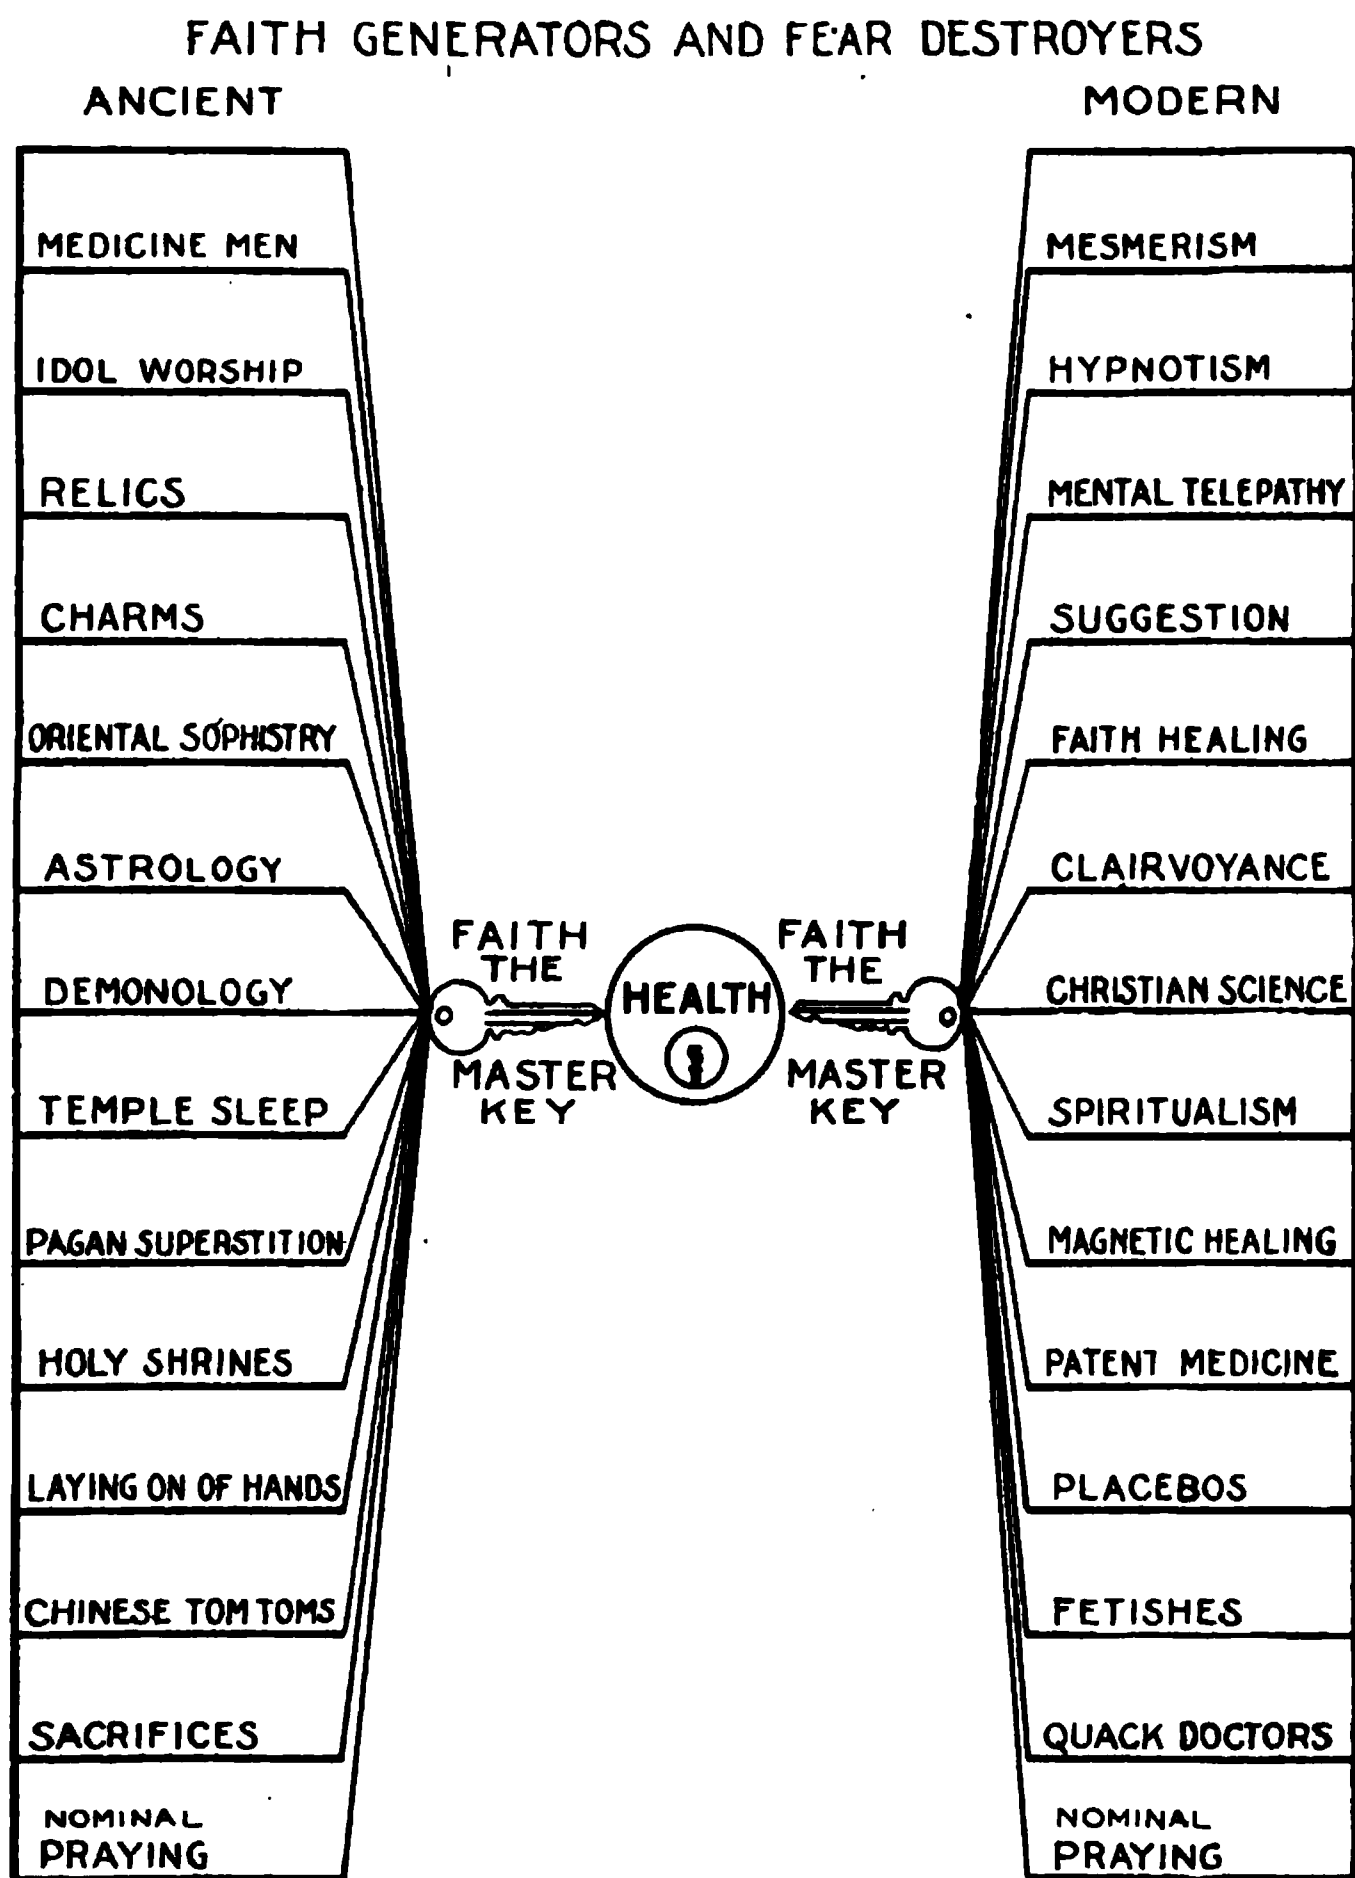 FAITH GENERATORS AND FEAR DESTROYERS
ANCIENT
MEDICINE MEN
IDOL WORSHIP
RELICS
CHARMS
ORIENTAL SOPHISTRY
ASTROLOGY
DEMONOLOGY
TEMPLE SLEEP
PAGAN SUPERSTITION
HOLY SHRINES
LAYING ON OF HANDS
CHINESE TOM TOMS
SACRIFICES
NOMINAL
PRAYING
FAITH
THE
MASTER
KEY
HEALTH
FAITH
THE
MASTER
KEY
MODERN
MESMERISM
HYPNOTISM
MENTAL TELEPATHY
SUGGESTION
FAITH HEALING
CLAIRVOYANCE
CHRISTIAN SCIENCE
SPIRITUALISM
MAGNETIC HEALING
PATENT MEDICINE
PLACEBOS
FETISHES
QUACK DOCTORS
NOMINAL
PRAYING